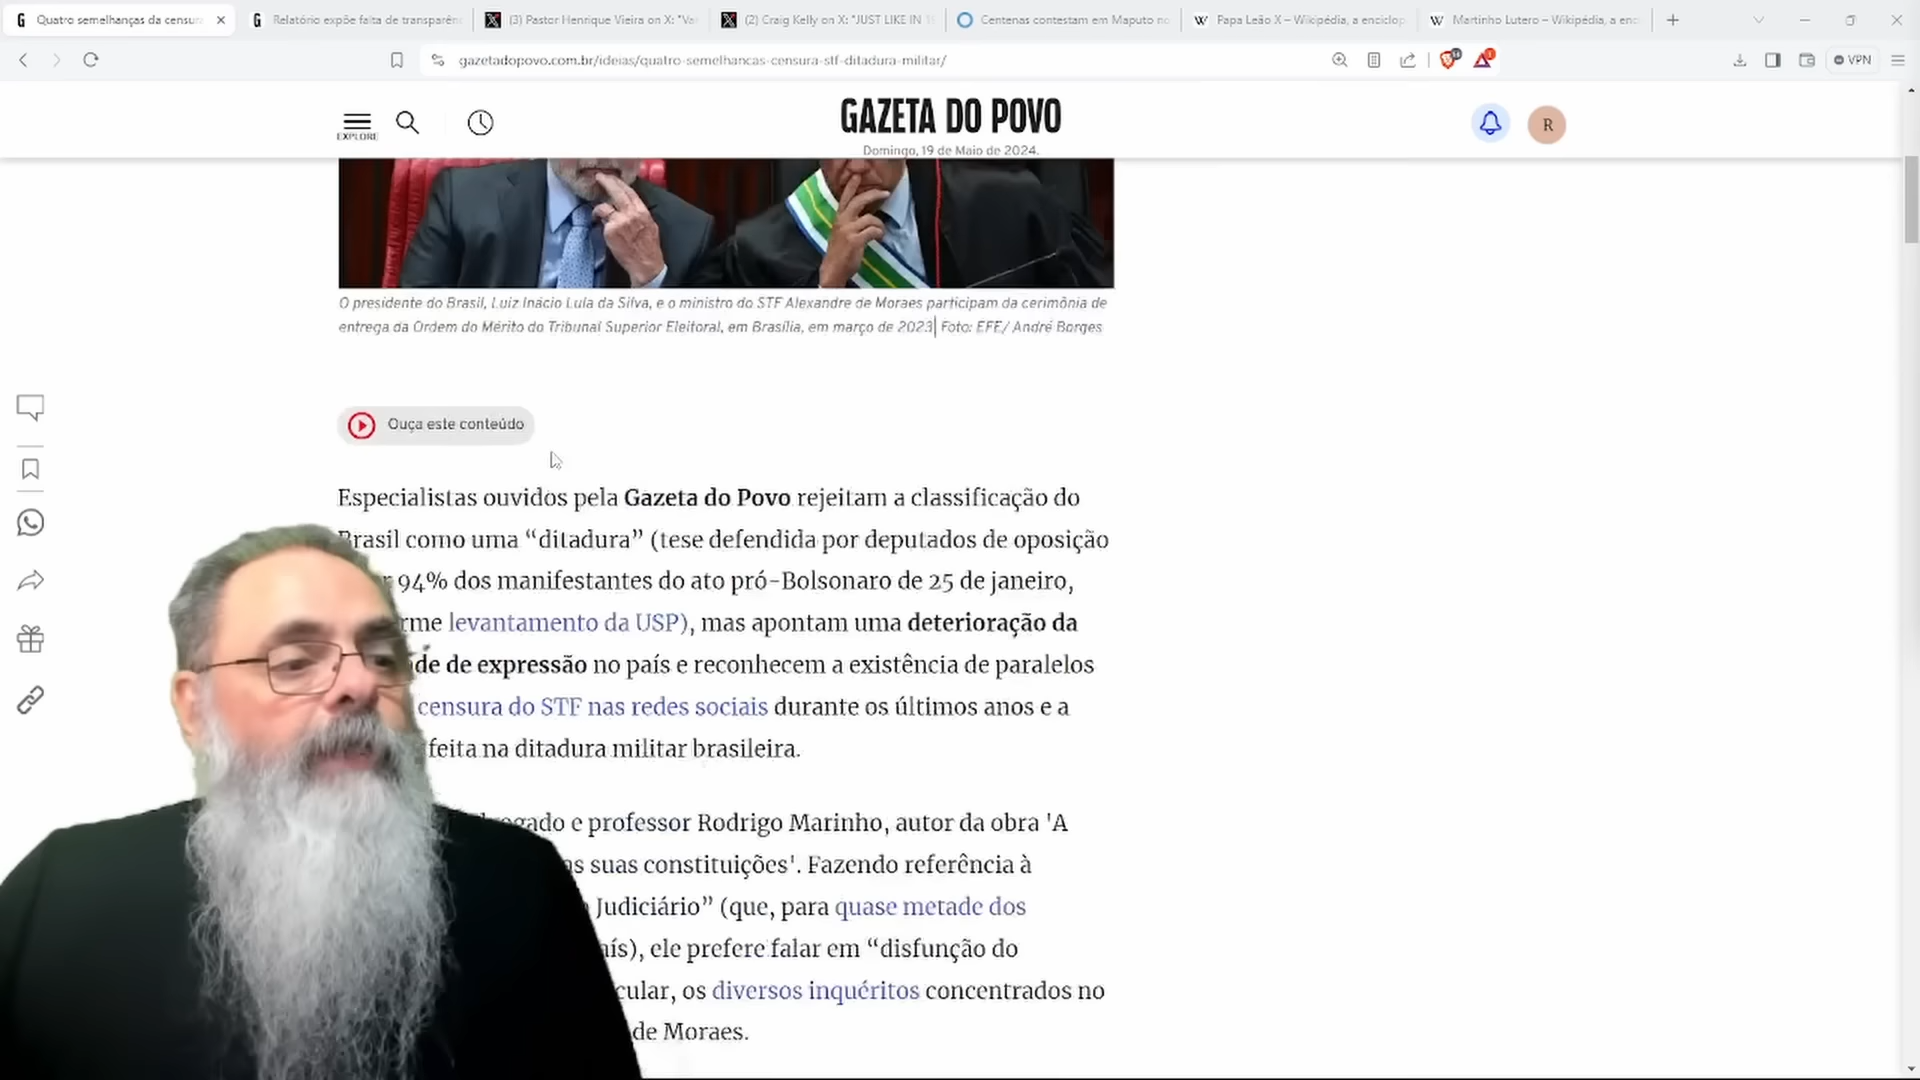 Quatro semelhanças da censur
Relatório expõe falta de transparên
(3) Pastor Henrique Vieira on X: "Va
(2) Craig Kelly on X: "JUST LIKE IN 1
Centenas contestam em Maputo no
Papa Leão X – Wikipédia, a enciclop
Martinho Lutero – Wikipédia, a enc
gazetadopovo.com.br/ideias/quatro-semelhancas-censura-stf-ditadura-militar/
VPN
EXPLORE
GAZETA DO POVO
Domingo, 19 de Maio de 2024.
R
O presidente do Brasil, Luiz Inácio Lula da Silva, e o ministro do STF Alexandre de Moraes participam da cerimônia de
entrega da Ordem do Mérito do Tribunal Superior Eleitoral, em Brasília, em março de 2023| Foto: EFE/ André Borges
Ouça este conteúdo
Especialistas ouvidos pela Gazeta do Povo rejeitam a classificação do
Brasil como uma “ditadura” (tese defendida por deputados de oposição
94% dos manifestantes do ato pró-Bolsonaro de 25 de janeiro,
rme levantamento da USP), mas apontam uma deterioração da
de de expressão no país e reconhecem a existência de paralelos
censura do STF nas redes sociais durante os últimos anos e a
feita na ditadura militar brasileira.
ogado e professor Rodrigo Marinho, autor da obra 'A
as suas constituições'. Fazendo referência à
Judiciário” (que, para quase metade dos
aís), ele prefere falar em “disfunção do
cular, os diversos inquéritos concentrados no
de Moraes.